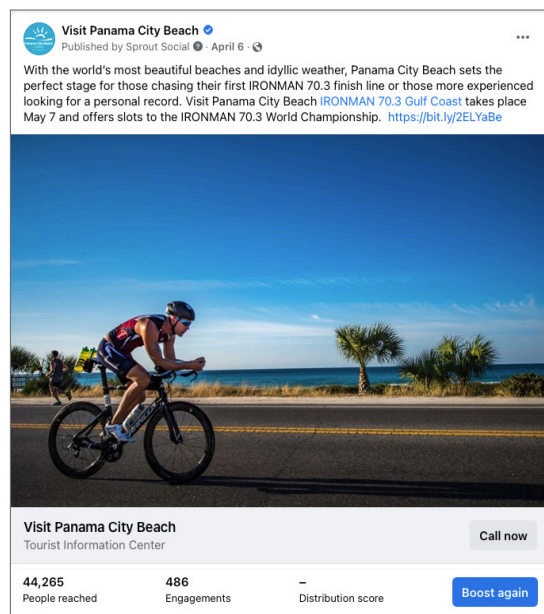 Visit Panama City Beach
Published by Sprout Social · April 6 ·
With the world's most beautiful beaches and idyllic weather, Panama City Beach sets the
perfect stage for those chasing their first IRONMAN 70.3 finish line or those more experienced
looking for a personal record. Visit Panama City Beach IRONMAN 70.3 Gulf Coast takes place
May 7 and offers slots to the IRONMAN 70.3 World Championship. https://bit.ly/2ELYaBe
Visit Panama City Beach
Tourist Information Center
Call now
44,265
People reached
486
Engagements
–
Distribution score
Boost again